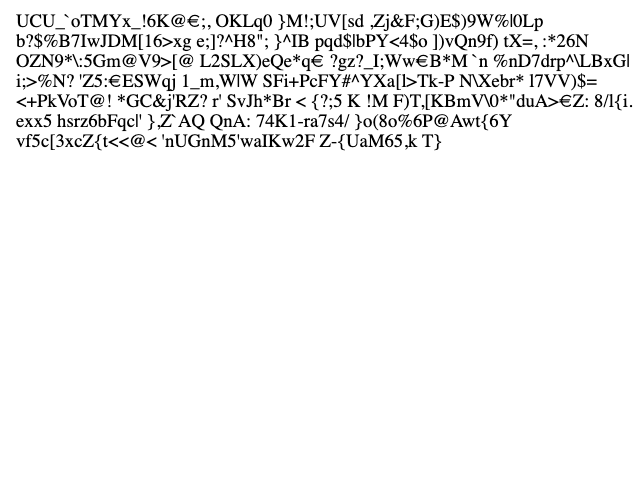 UCU_`oTMYx_!6K@€;, OKLq0 }M!;UV[sd ,Zj&F;G)E$)9W%|0Lp
b?$%B7IwJDM[16>xg e;]?^H8"; }^IB pqd$lbPY<4$o ])vQn9f) tX=, :*26N
OZN9*\:5Gm@V9>[@ L2SLX)eQe*q€ ?gz?_I;Ww€B*M`n %nD7drp^\LBxG|
i;>%N? 'Z5:€ESWqj 1_m,W|W SFi+PcFY#^YXa[l>Tk-P N\Xebr* l7VV)$=
<+PkVoT@! *GC&j'RZ? r' SvJh*Br < {?;5 K !M F)T,[KBmV\0*"duA>€Z: 8/l{i.
exx5 hsrz6bFqc|' },Z`AQ QnA: 74K1-ra7s4/ }o(8o%6P@Awt{6Y
vf5c[3xcZ{t<<@< 'nUGnM5'waIKw2F Z-{UaM65,k T}